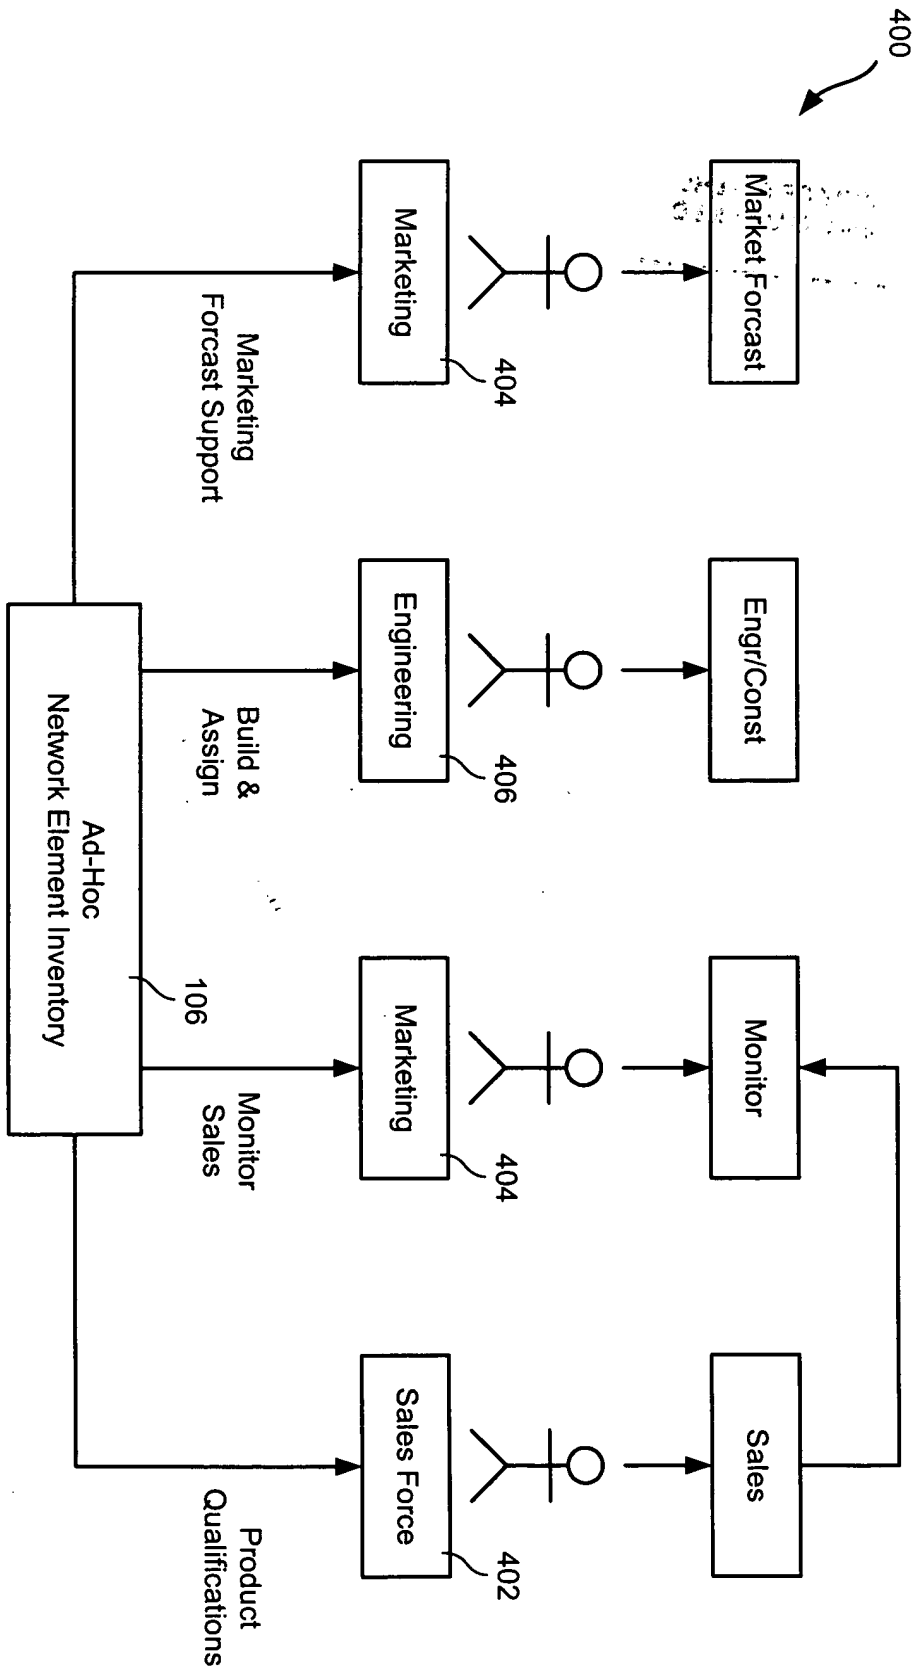 400
Market Forcast
Engr/Const
Monitor
Sales
Marketing
404
Engineering
406
Marketing
404
Sales Force
402
Marketing
Forcast Support
Build &
Assign
Monitor
Sales
Product
Qualifications
106
Ad-Hoc
Network Element Inventory